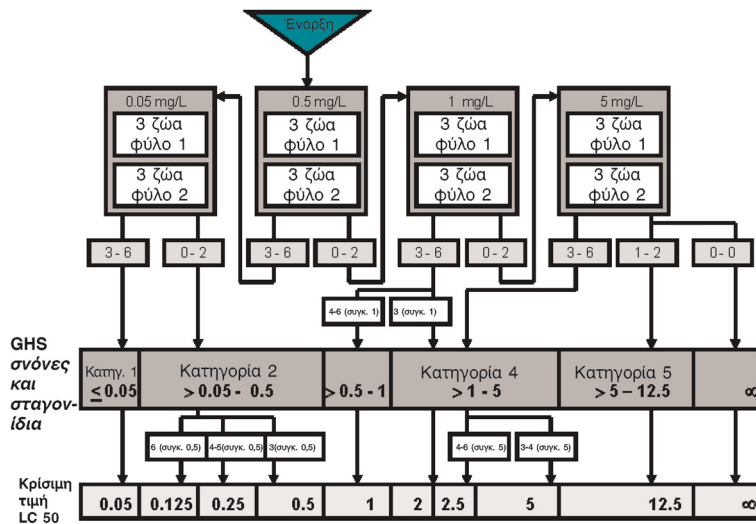 Έναρξη
0.05 mg/L
0.5 mg/L
1 mg/L
5 mg/L
3 ζώα
φύλο 1
3 ζώα
φύλο 1
3 ζώα
φύλο 1
3 ζώα
φύλο 1
3 ζώα
φύλο 2
3 ζώα
φύλο 2
3 ζώα
φύλο 2
3 ζώα
φύλο 2
3 - 6
0 - 2
3 - 6
0 - 2
3 - 6
0 - 2
3 - 6
1 - 2
0 - 0
4-6 (συγκ. 1)
3 (συγκ. 1)
GHS
σνόνες
και
σταγον-
ίδια
Κατηγ. 1
≤ 0.05
Κατηγορία 2
> 0.05 - 0.5
> 0.5 - 1
Κατηγορία 4
> 1 - 5
Κατηγορία 5
> 5 – 12.5
∞
6 (συγκ. 0,5)
4-5(συγκ. 0,5)
3(συγκ. 0,5)
4-6 (συγκ. 5)
3-4 (συγκ. 5)
Κρίσιμη
τιμή
LC 50
0.05
0.125
0.25
0.5
1
2
2.5
5
12.5
∞